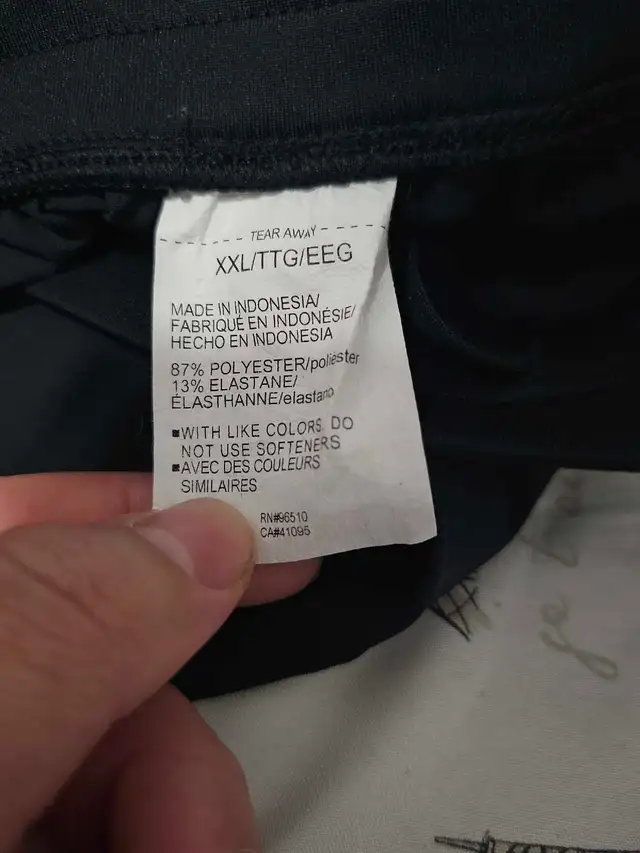 TEAR AWAY
XXL/TTG/EEG
MADE IN INDONESIA/
FABRIQUÉ EN INDONÉSIE/
HECHO EN INDONESIA
87% POLYESTER/poliester
13% ELASTANE/
ÉLASTHANNE/elastano
■WITH LIKE COLORS. DO
NOT USE SOFTENERS
■AVEC DES COULEURS
SIMILAIRES
RN#96510
CA#41095